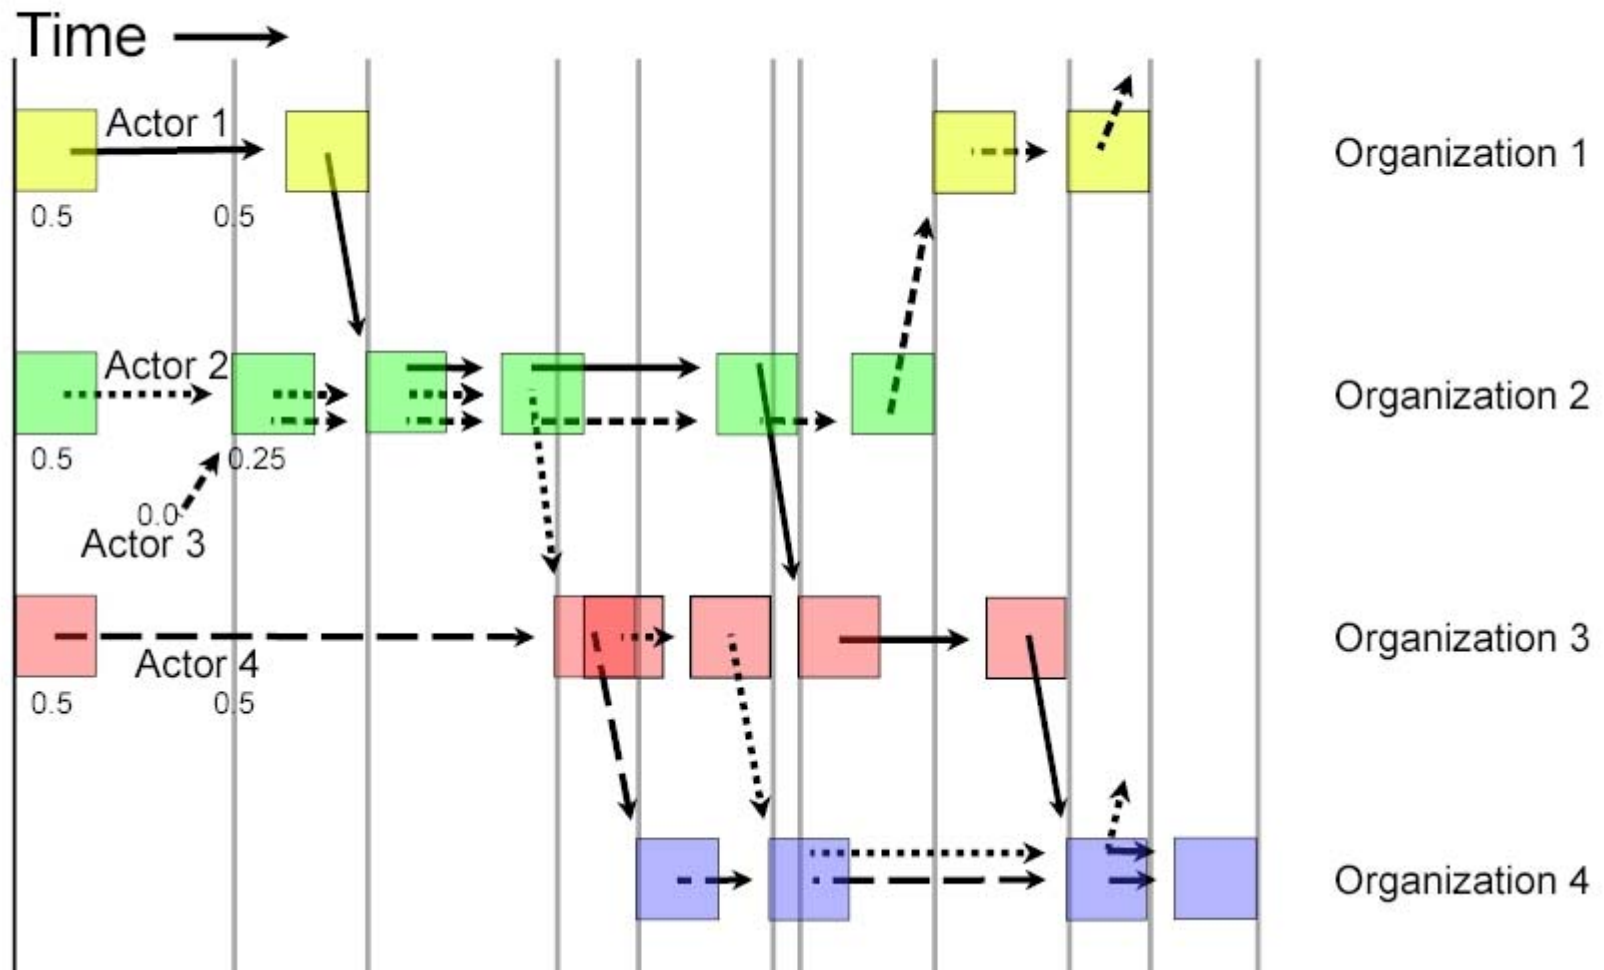 Time
Actor 1
Organization 1
0.5
0.5
Actor 2
Organization 2
0.5
0.25
0.0
Actor 3
Organization 3
Actor 4
0.5
0.5
Organization 4